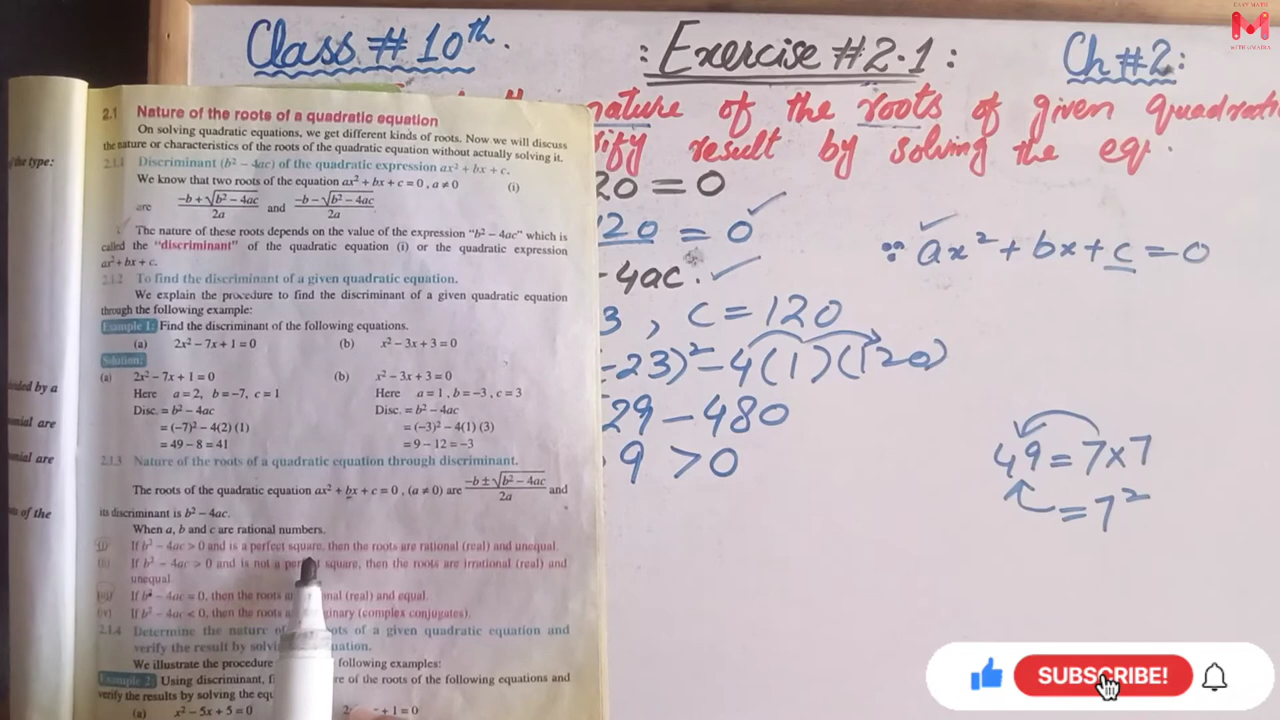 EASY MATH
M
WITH OMAIRA
Class # 10th.
: Exercise # 2.1 :
Ch # 2:
nature of the roots of given quadrati
result by solving the eq.
20 = 0
120 = 0
∵ ax² + bx + c = 0
-4ac.
3 , c = 120
-23)² - 4(1)(120)
29 - 480
9 > 0
49 = 7×7
= 7²
of the type:
ided by a
mial are
mial are
ts of the
2.1 Nature of the roots of a quadratic equation
On solving quadratic equations, we get different kinds of roots. Now we will discuss
the nature or characteristics of the roots of the quadratic equation without actually solving it.
2.1.1 Discriminant (b² – 4ac) of the quadratic expression ax² + bx + c.
We know that two roots of the equation ax² + bx + c = 0 , a ≠ 0 (i)
are (-b + √(b² – 4ac))/2a and (-b – √(b² – 4ac))/2a
The nature of these roots depends on the value of the expression "b² – 4ac" which is
called the "discriminant" of the quadratic equation (i) or the quadratic expression
ax² + bx + c.
2.1.2 To find the discriminant of a given quadratic equation.
We explain the procedure to find the discriminant of a given quadratic equation
through the following example:
Example 1: Find the discriminant of the following equations.
(a) 2x² – 7x + 1 = 0 (b) x² – 3x + 3 = 0
Solution:
(a) 2x² – 7x + 1 = 0 (b) x² – 3x + 3 = 0
Here a = 2, b = –7, c = 1 Here a = 1 , b = –3 , c = 3
Disc. = b² – 4ac Disc. = b² – 4ac
= (–7)² – 4(2) (1) = (–3)² – 4(1) (3)
= 49 – 8 = 41 = 9 – 12 = –3
2.1.3 Nature of the roots of a quadratic equation through discriminant.
The roots of the quadratic equation ax² + bx + c = 0 , (a ≠ 0) are (-b ± √(b² – 4ac))/2a and
its discriminant is b² – 4ac.
When a, b and c are rational numbers.
(i) If b² – 4ac > 0 and is a perfect square, then the roots are rational (real) and unequal.
(ii) If b² – 4ac > 0 and is not a perfect square, then the roots are irrational (real) and
unequal.
(iii) If b² – 4ac = 0, then the roots a nal (real) and equal.
(iv) If b² – 4ac < 0, then the roots a ginary (complex conjugates).
2.1.4 Determine the nature of ots of a given quadratic equation and
verify the result by solvi uation.
We illustrate the procedure following examples:
Example 2: Using discriminant, f re of the roots of the following equations and
verify the results by solving the equ
(a) x² – 5x + 5 = 0 2 + 1 = 0
SUBSCRIBE!